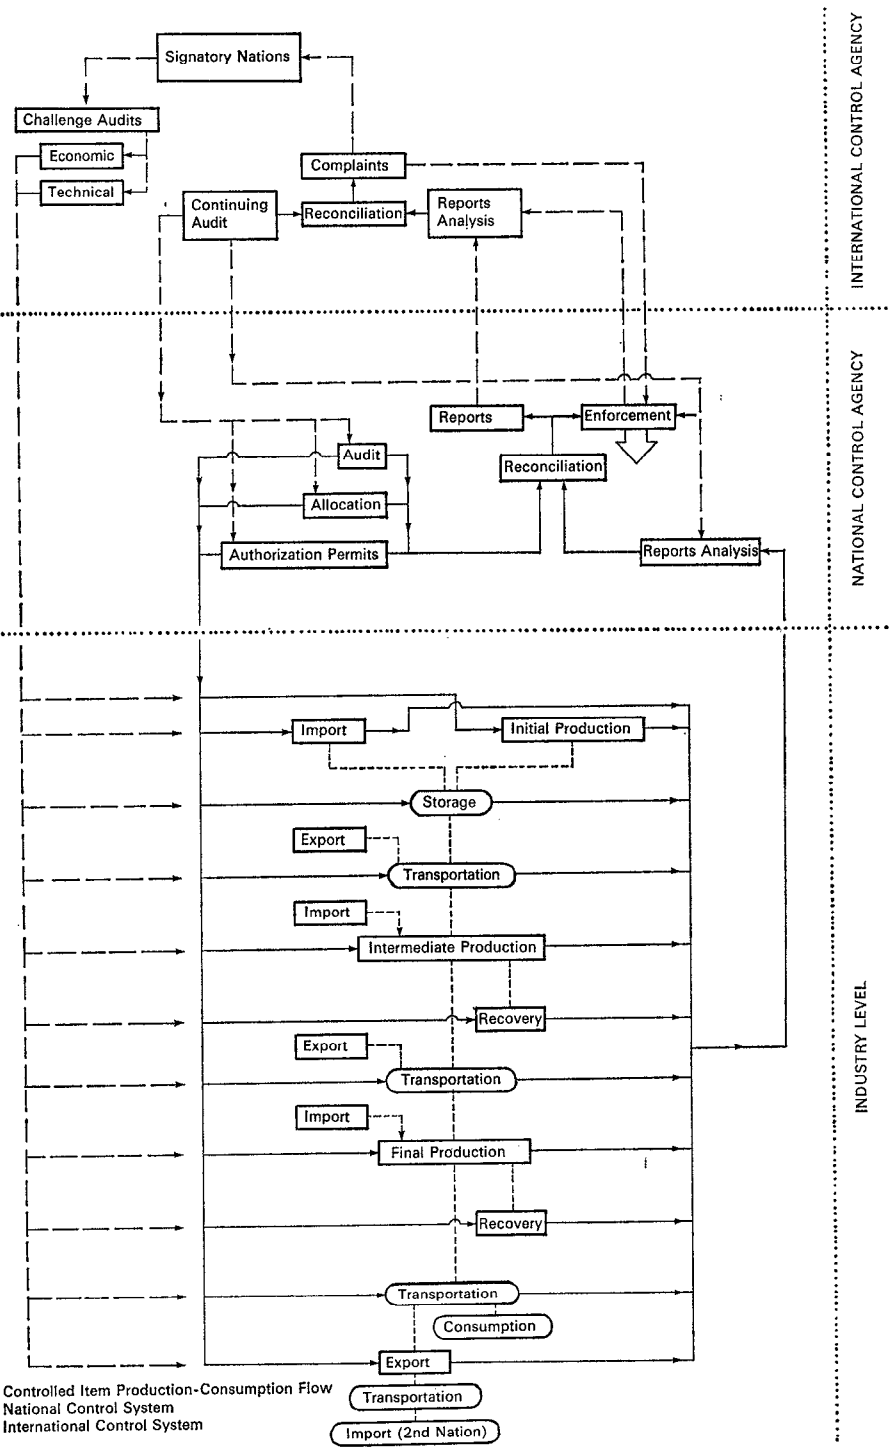 Signatory Nations
INTERNATIONAL CONTROL AGENCY
Challenge Audits
Economic
Technical
Complaints
Continuing
Audit
Reconciliation
Reports
Analysis
NATIONAL CONTROL AGENCY
Reports
Enforcement
Audit
Reconciliation
Allocation
Authorization Permits
Reports Analysis
INDUSTRY LEVEL
Import
Initial Production
Storage
Export
Transportation
Import
Intermediate Production
Recovery
Export
Transportation
Import
Final Production
Recovery
Transportation
Consumption
Export
Transportation
Import (2nd Nation)
Controlled Item Production-Consumption Flow
National Control System
International Control System